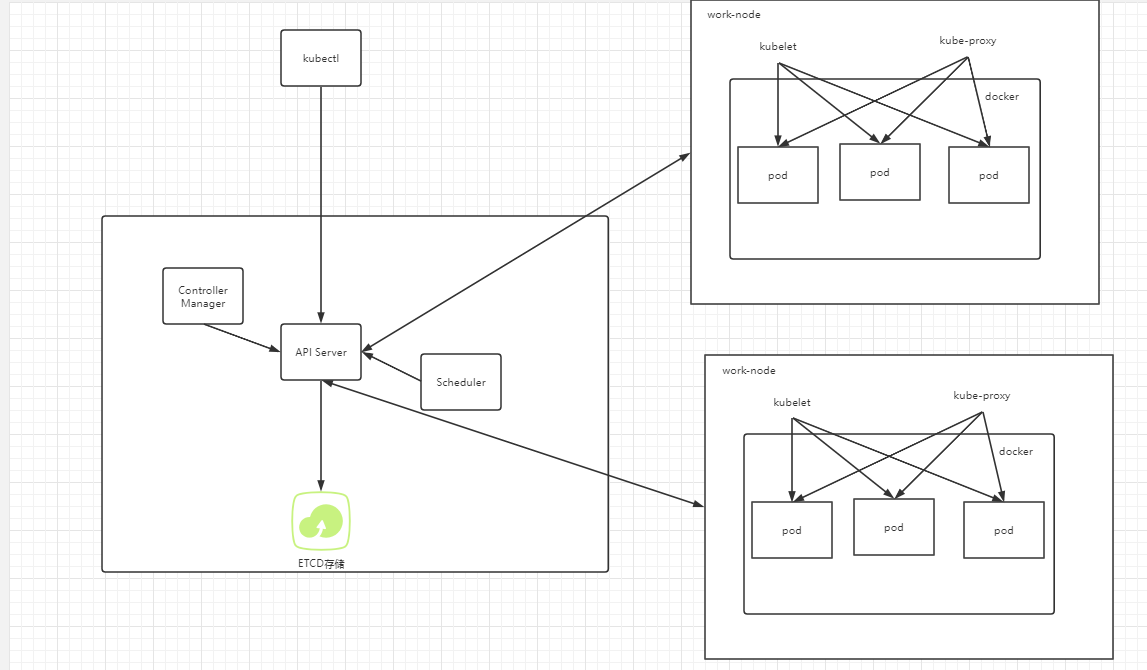 kubectl
Controller
Manager
API Server
Scheduler
ETCD存储
work-node
kubelet
kube-proxy
docker
pod
pod
pod
work-node
kubelet
kube-proxy
docker
pod
pod
pod